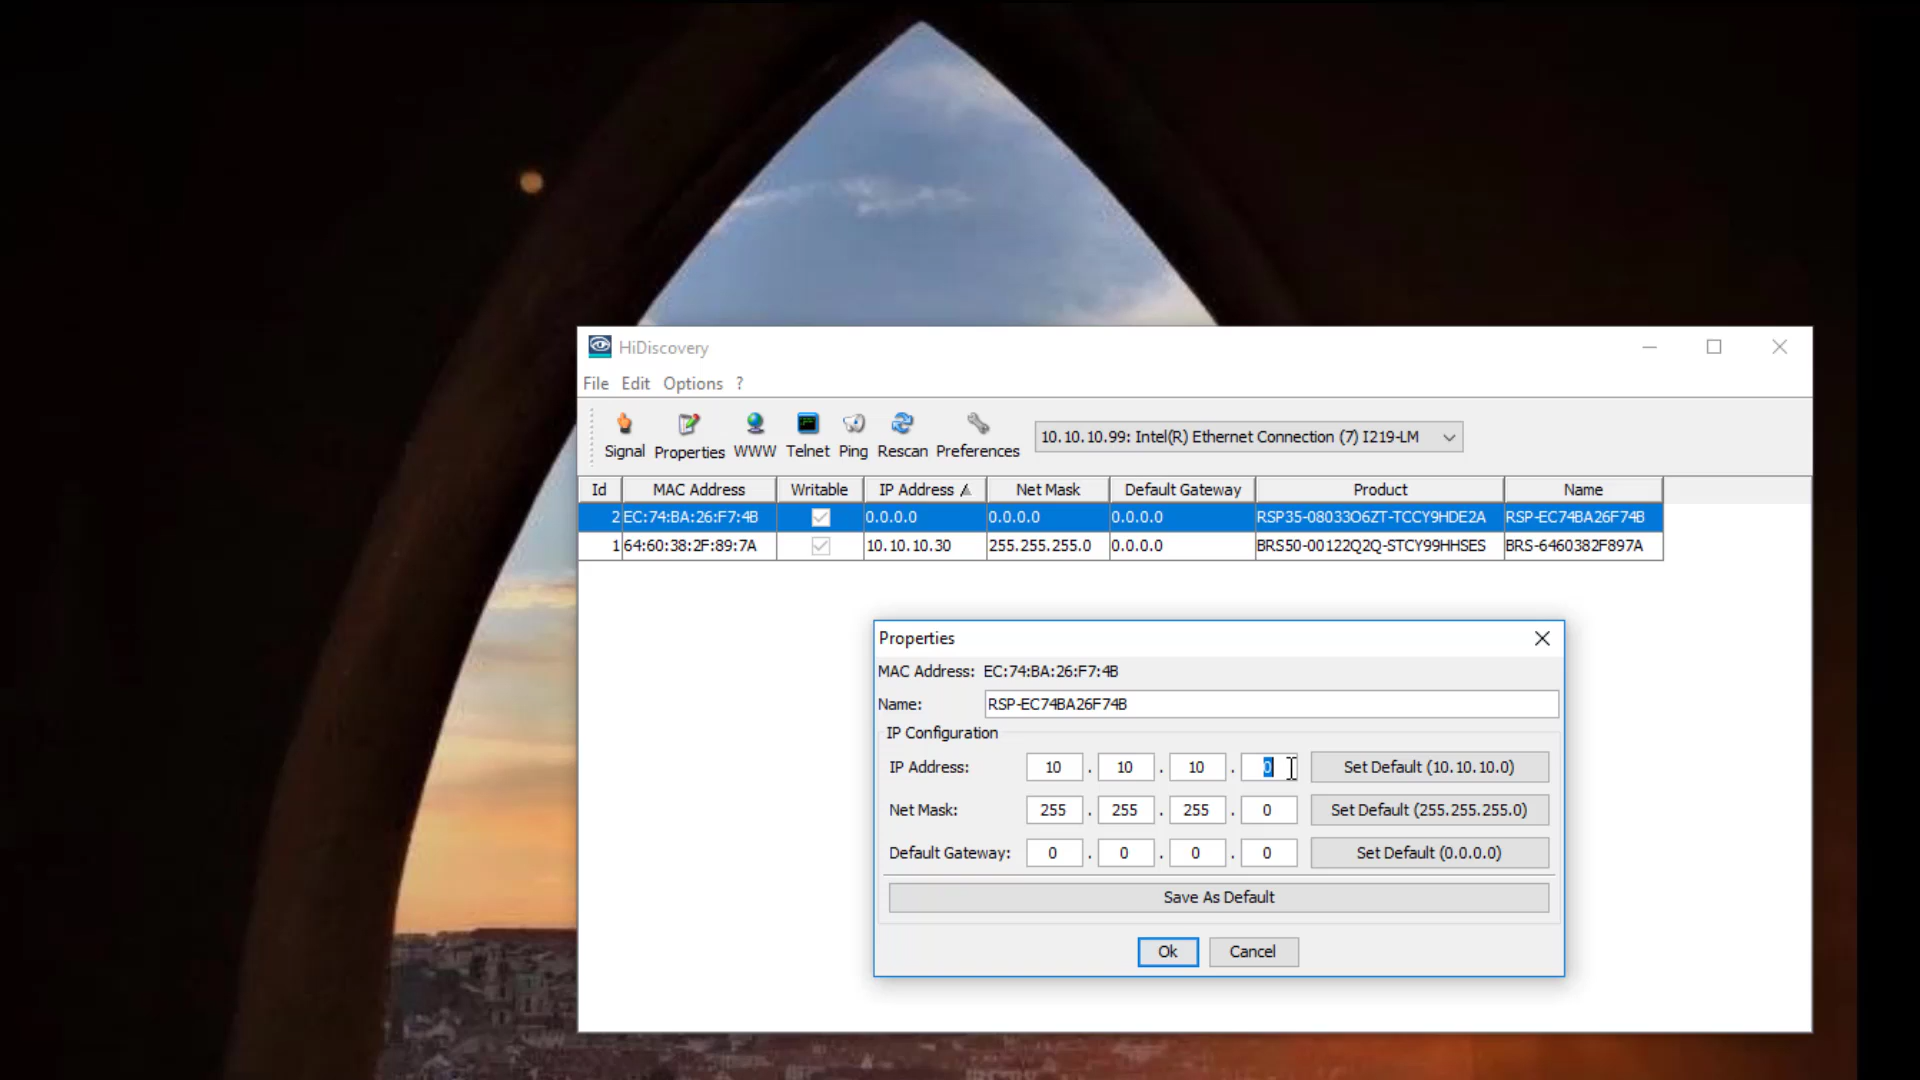 HiDiscovery
File Edit Options ?
Signal Properties WWW Telnet Ping Rescan Preferences 10.10.10.99: Intel(R) Ethernet Connection (7) I219-LM
Id MAC Address Writable IP Address Net Mask Default Gateway Product Name
2 EC:74:BA:26:F7:4B 0.0.0.0 0.0.0.0 0.0.0.0 RSP35-08033O6ZT-TCCY9HDE2A RSP-EC74BA26F74B
1 64:60:38:2F:89:7A 10.10.10.30 255.255.255.0 0.0.0.0 BRS50-00122Q2Q-STCY99HHSES BRS-6460382F897A
Properties
MAC Address: EC:74:BA:26:F7:4B
Name: RSP-EC74BA26F74B
IP Configuration
IP Address: 10 . 10 . 10 . 0 Set Default (10.10.10.0)
Net Mask: 255 . 255 . 255 . 0 Set Default (255.255.255.0)
Default Gateway: 0 . 0 . 0 . 0 Set Default (0.0.0.0)
Save As Default
Ok Cancel